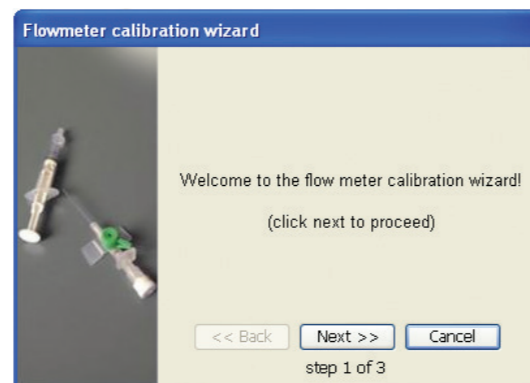 Flowmeter calibration wizard
Welcome to the flow meter calibration wizard!
(click next to proceed)
<< Back Next >> Cancel
step 1 of 3